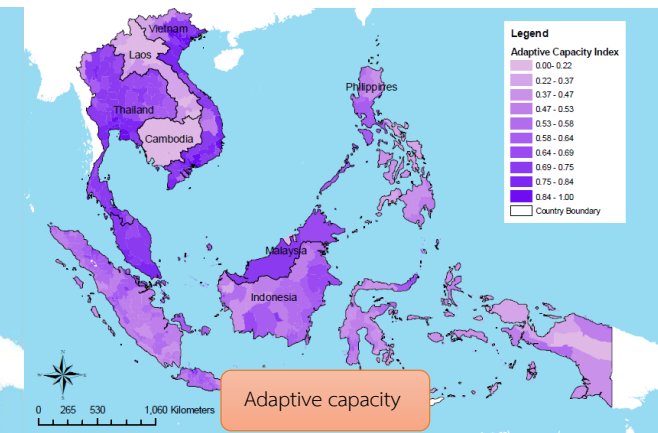 Vietnam
Laos
Thailand
Cambodia
Philippines
Malaysia
Indonesia
Legend
Adaptive Capacity Index
0.00- 0.22
0.22 - 0.37
0.37 - 0.47
0.47 - 0.53
0.53 - 0.58
0.58 - 0.64
0.64 - 0.69
0.69 - 0.75
0.75 - 0.84
0.84 - 1.00
Country Boundary
N
W E
S
0 265 530 1,060 Kilometers
Adaptive capacity